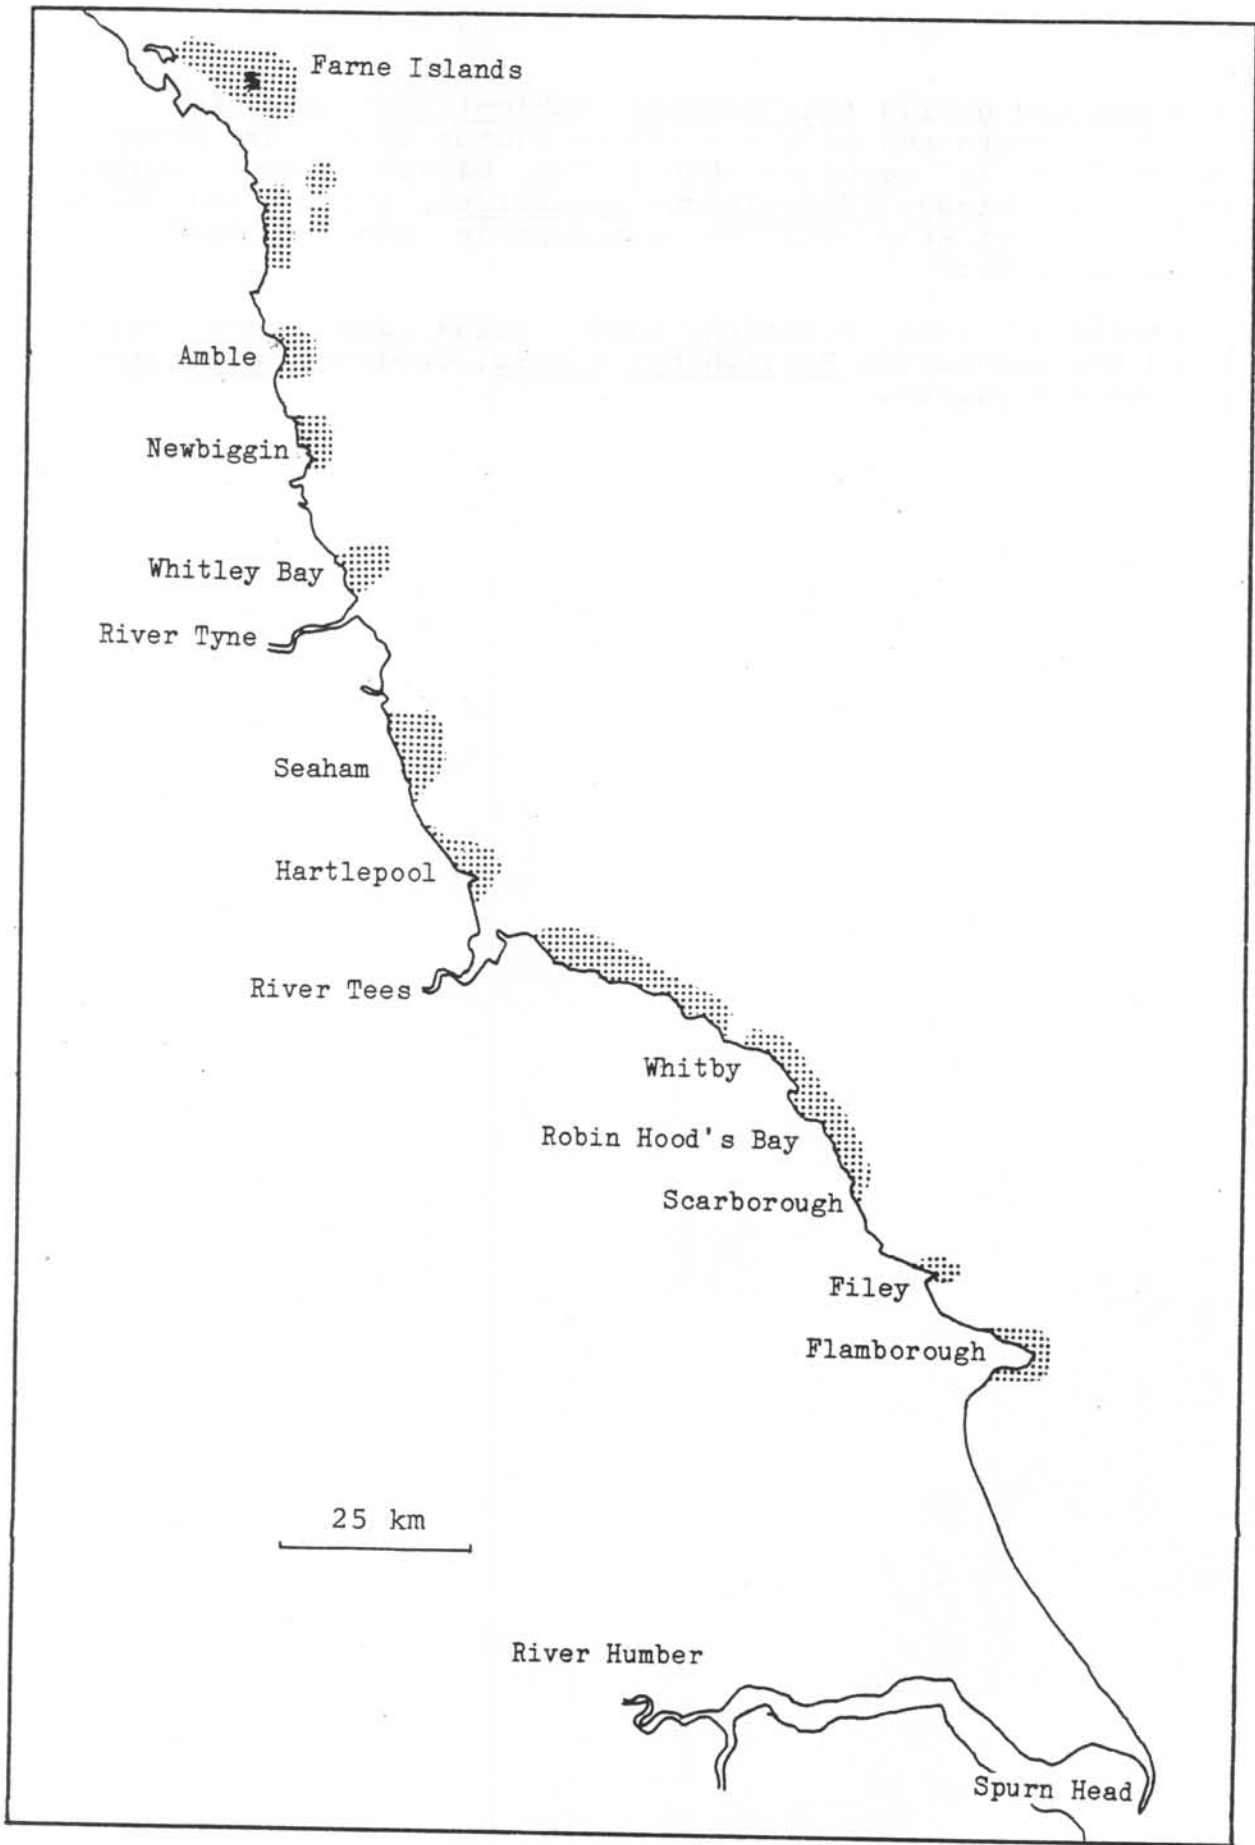 Farne Islands
Amble
Newbiggin
Whitley Bay
River Tyne
Seaham
Hartlepool
River Tees
Whitby
Robin Hood's Bay
Scarborough
Filey
Flamborough
25 km
River Humber
Spurn Head